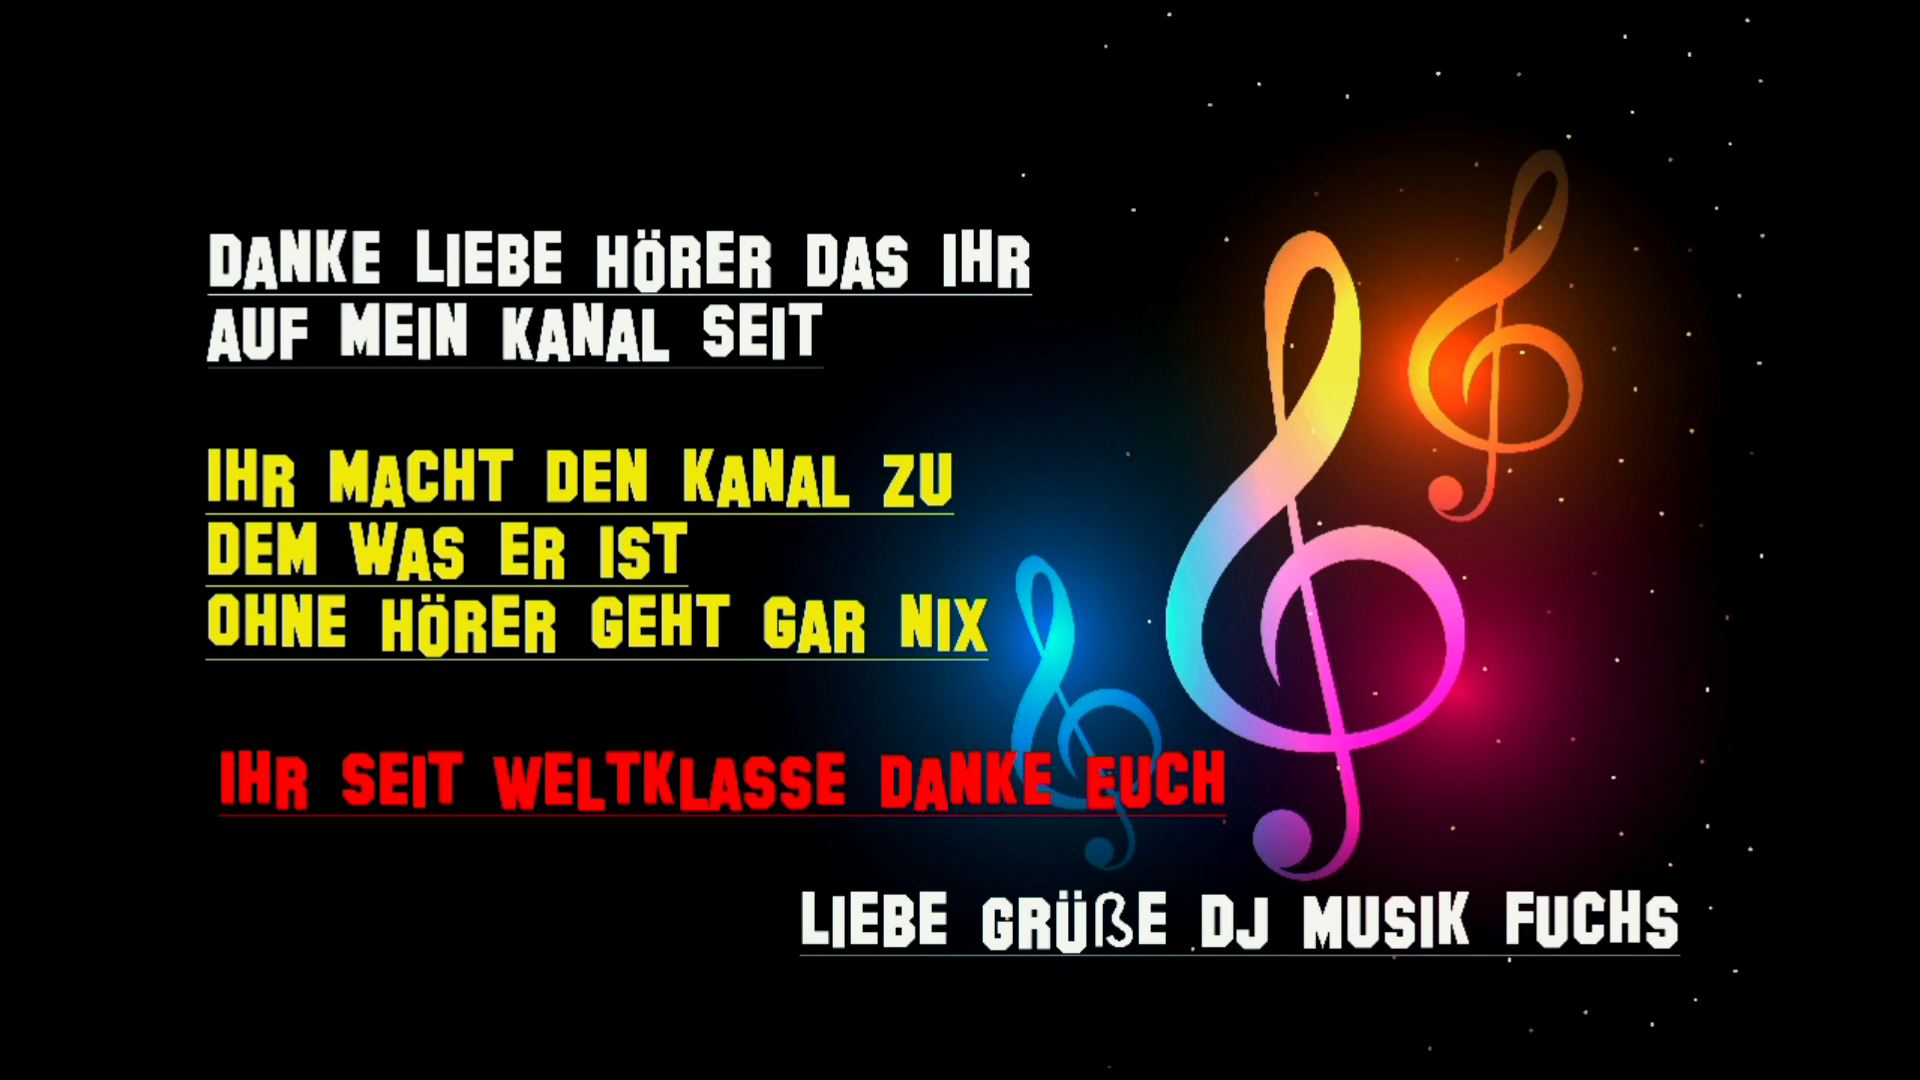 DANKE LIEBE HÖRER DAS IHR
AUF MEIN KANAL SEIT
IHR MACHT DEN KANAL ZU
DEM WAS ER IST
OHNE HÖRER GEHT GAR NIX
IHR SEIT WELTKLASSE DANKE EUCH
LIEBE GRÜßE DJ MUSIK FUCHS